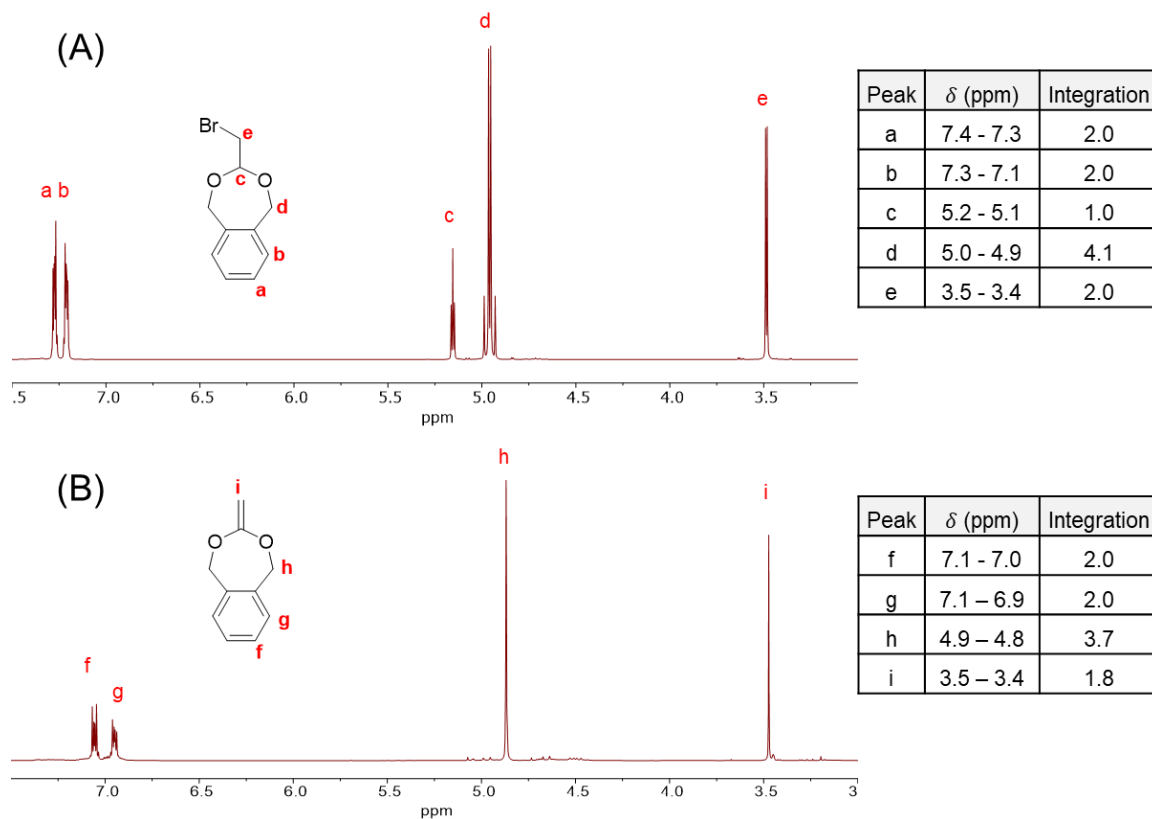 (A)
d
e
c
a b
Br
e
c
O
O
d
b
a
Peak δ (ppm) Integration
a 7.4 - 7.3 2.0
b 7.3 - 7.1 2.0
c 5.2 - 5.1 1.0
d 5.0 - 4.9 4.1
e 3.5 - 3.4 2.0
.5 7.0 6.5 6.0 5.5 5.0 4.5 4.0 3.5
ppm
(B)
h
i
f
g
i
O
O
h
g
f
Peak δ (ppm) Integration
f 7.1 - 7.0 2.0
g 7.1 – 6.9 2.0
h 4.9 – 4.8 3.7
i 3.5 – 3.4 1.8
7.0 6.5 6.0 5.5 5.0 4.5 4.0 3.5 3
ppm